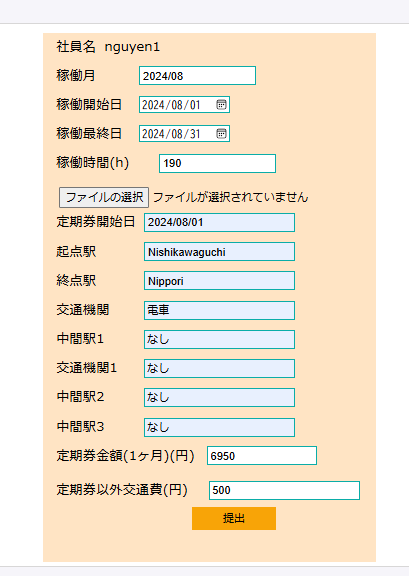 社員名 nguyen1
稼働月 2024/08
稼働開始日 2024/08/01
稼働最終日 2024/08/31
稼働時間(h) 190
ファイルの選択 ファイルが選択されていません
定期券開始日 2024/08/01
起点駅 Nishikawaguchi
終点駅 Nippori
交通機関 電車
中間駅1 なし
交通機関1 なし
中間駅2 なし
中間駅3 なし
定期券金額(1ヶ月)(円) 6950
定期券以外交通費(円) 500
提出